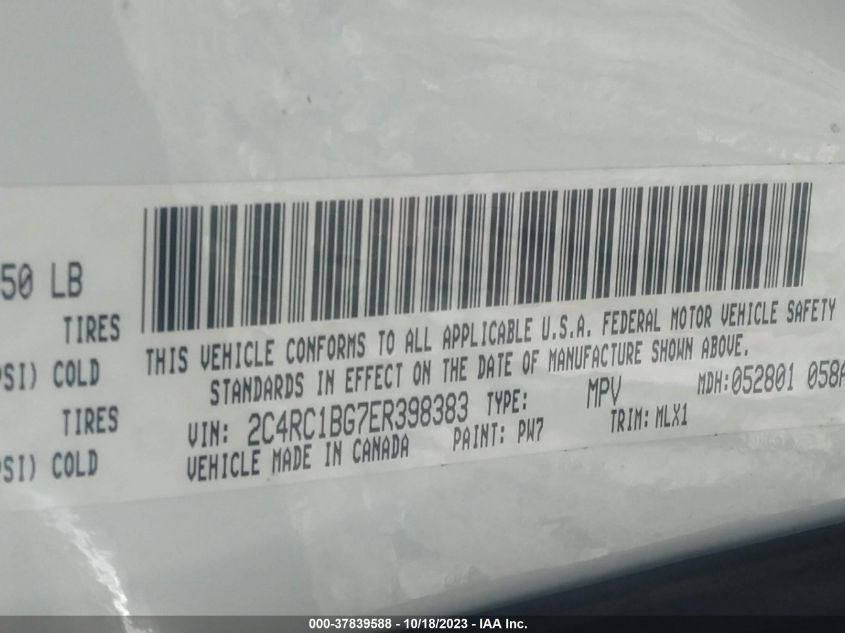 50 LB
TIRES
PSI) COLD
TIRES
PSI) COLD
THIS VEHICLE CONFORMS TO ALL APPLICABLE U.S.A. FEDERAL MOTOR VEHICLE SAFETY
STANDARDS IN EFFECT ON THE DATE OF MANUFACTURE SHOWN ABOVE.
VIN: 2C4RC1BG7ER398383 TYPE: MPV MDH:052801 058A
VEHICLE MADE IN CANADA PAINT: PW7 TRIM: MLX1
000-37839588 | 10/18/2023 - IAA Inc.